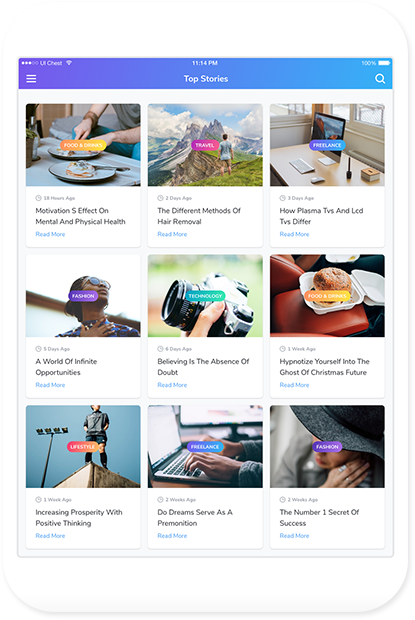 UI Chest 11:14 PM 100%
Top Stories
FOOD & DRINKS TRAVEL FREELANCE
18 Hours Ago 2 Days Ago 3 Days Ago
Motivation S Effect On The Different Methods Of How Plasma Tvs And Lcd
Mental And Physical Health Hair Removal Tvs Differ
Read More Read More Read More
FASHION TECHNOLOGY FOOD & DRINKS
5 Days Ago 6 Days Ago 1 Week Ago
A World Of Infinite Believing Is The Absence Of Hypnotize Yourself Into The
Opportunities Doubt Ghost Of Christmas Future
Read More Read More Read More
LIFESTYLE FREELANCE FASHION
1 Week Ago 2 Weeks Ago 2 Weeks Ago
Increasing Prosperity With Do Dreams Serve As A The Number 1 Secret Of
Positive Thinking Premonition Success
Read More Read More Read More